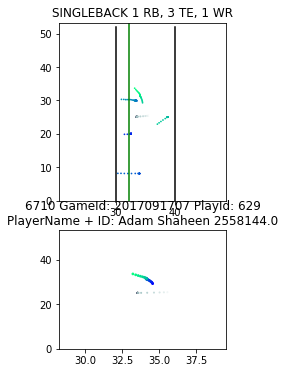 SINGLEBACK 1 RB, 3 TE, 1 WR
50
40
30
20
10
0
30
40
6710 GameId: 2017091707 PlayId: 629
PlayerName + ID: Adam Shaheen 2558144.0
40
20
0
30.0 32.5 35.0 37.5